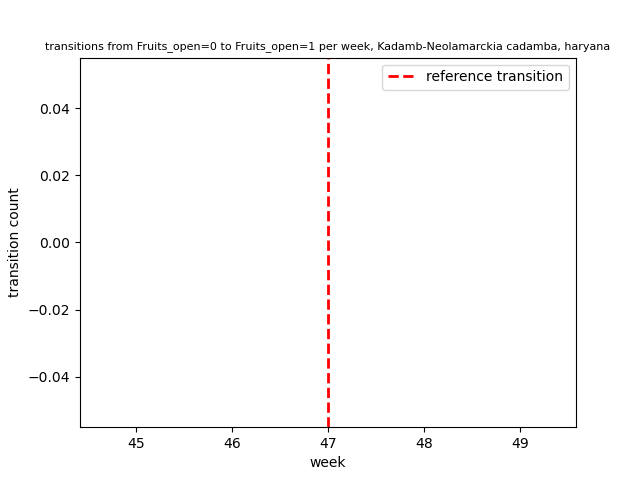 transitions from Fruits_open=0 to Fruits_open=1 per week, Kadamb-Neolamarckia cadamba, haryana
reference transition
0.04
0.02
0.00
−0.02
−0.04
transition count
45 46 47 48 49
week